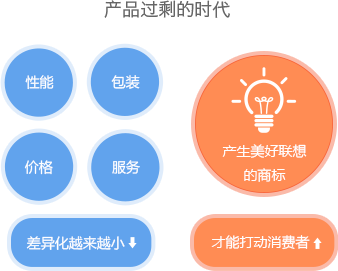 产品过剩的时代
性能
包装
价格
服务
产生美好联想
的商标
差异化越来越小
才能打动消费者